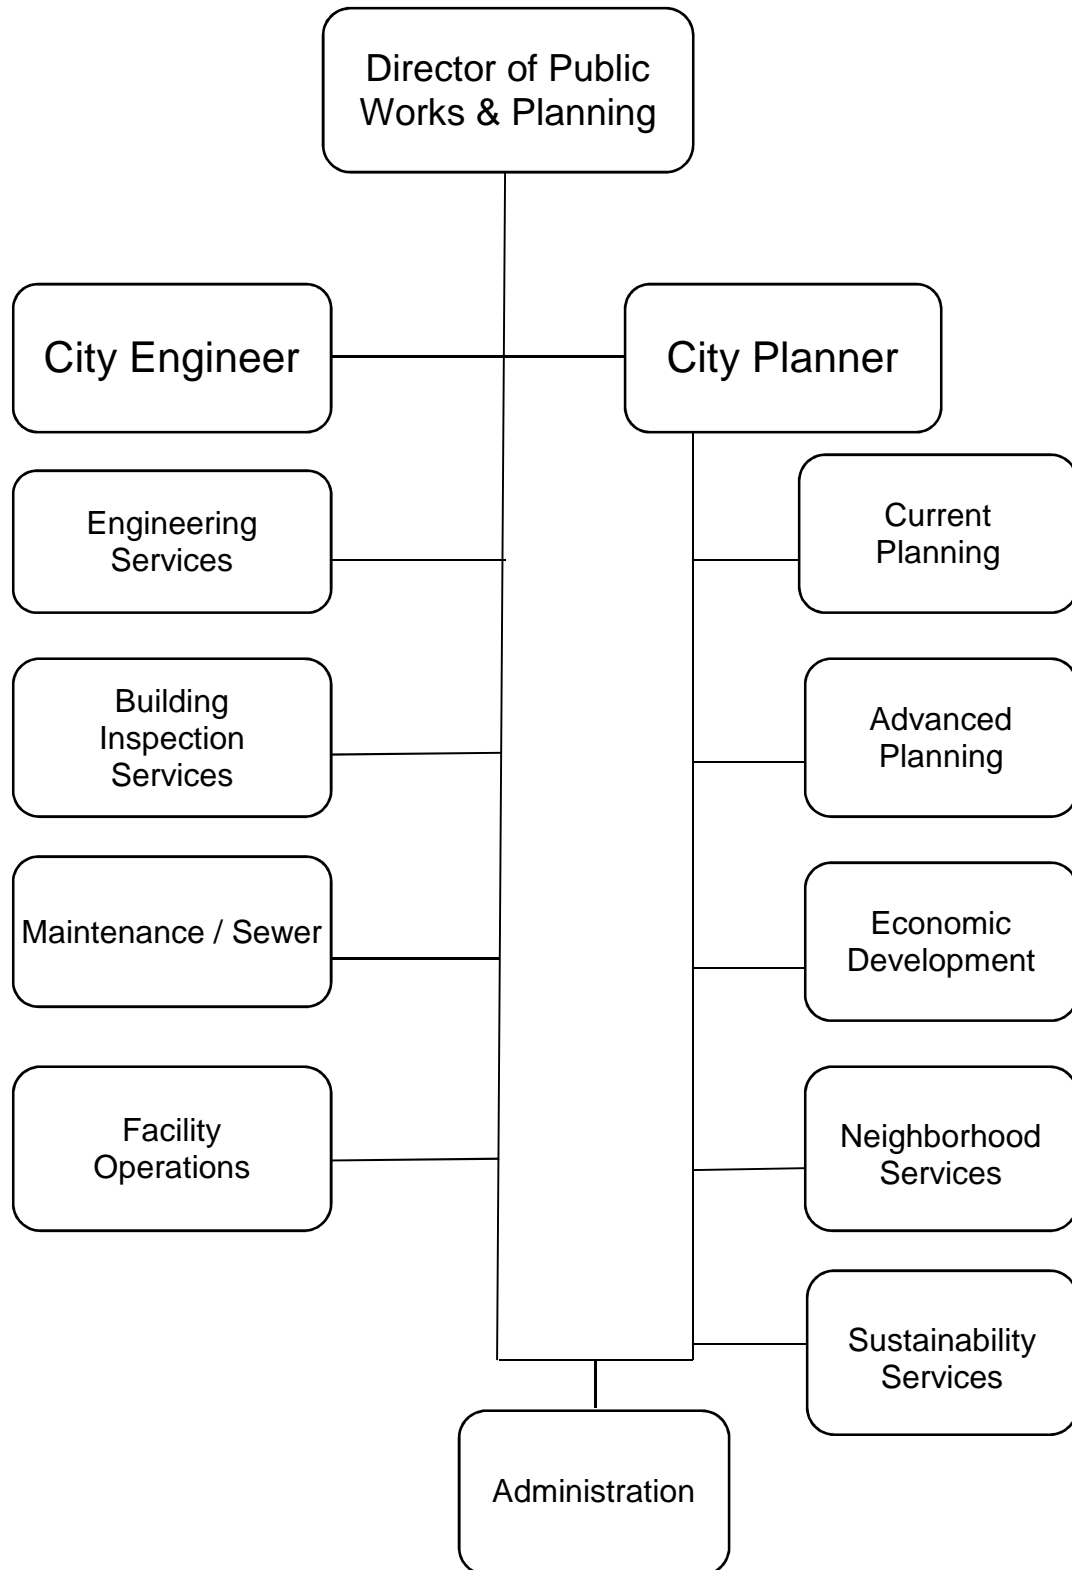 Director of Public
Works & Planning
City Engineer
City Planner
Engineering
Services
Current
Planning
Building
Inspection
Services
Advanced
Planning
Maintenance / Sewer
Economic
Development
Facility
Operations
Neighborhood
Services
Sustainability
Services
Administration